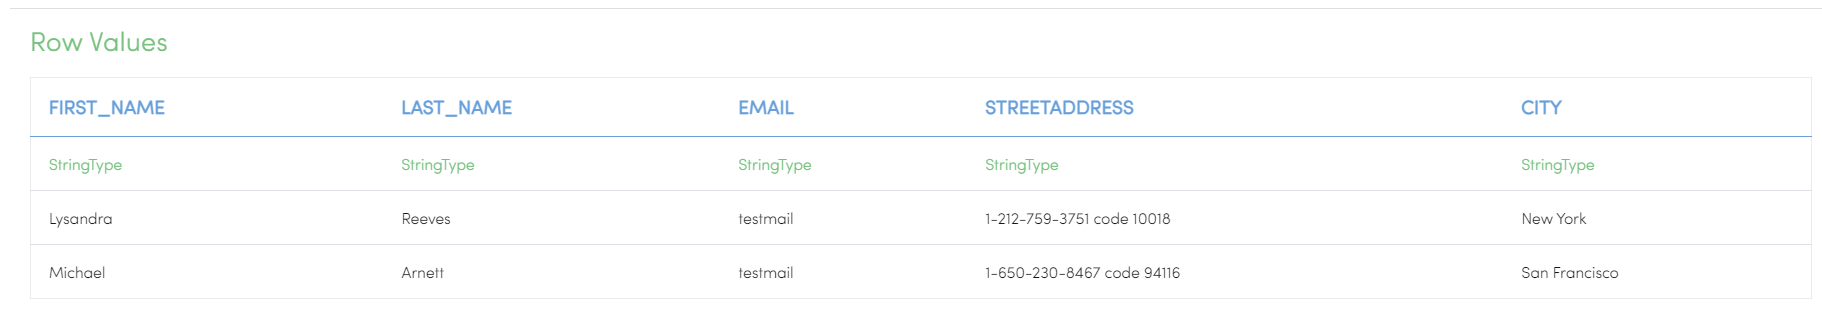 Row Values
FIRST_NAME LAST_NAME EMAIL STREETADDRESS CITY
StringType StringType StringType StringType StringType
Lysandra Reeves testmail 1-212-759-3751 code 10018 New York
Michael Arnett testmail 1-650-230-8467 code 94116 San Francisco